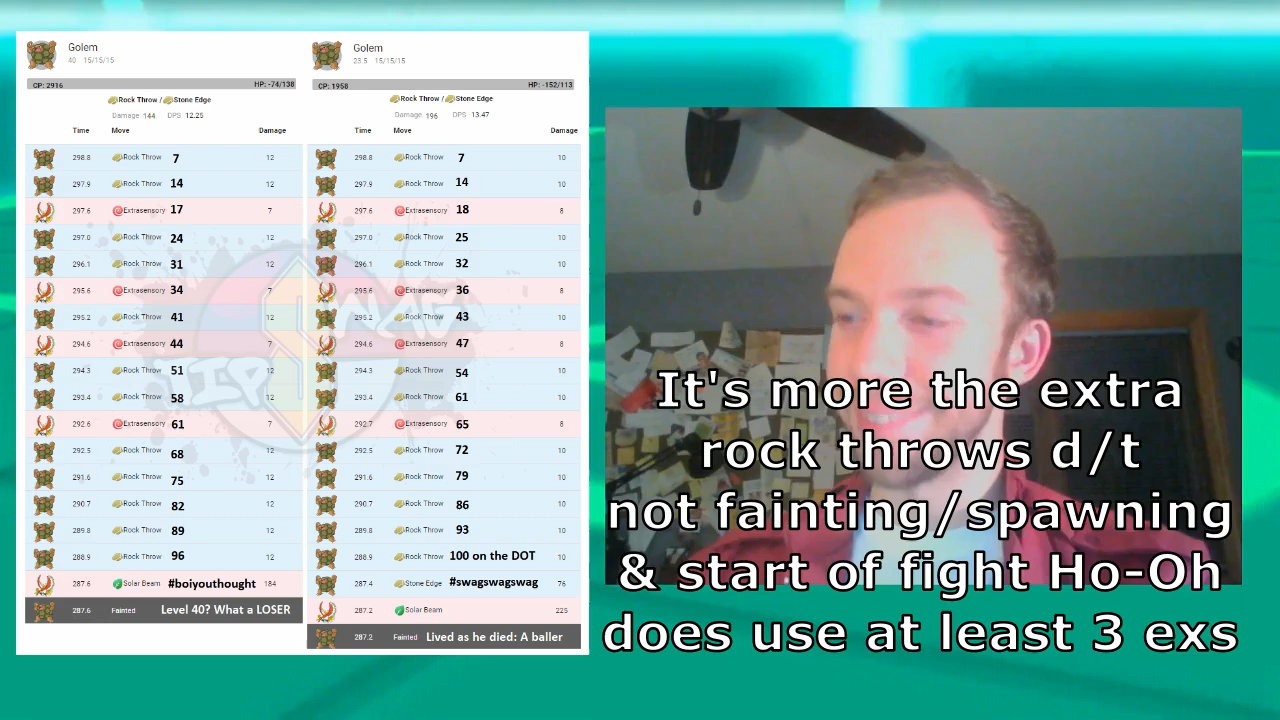 Golem
40 15/15/15
CP: 2916 HP: -74/138
Rock Throw / Stone Edge
Damage 144 DPS 12.25
Time Move Damage
298.8 Rock Throw 7 12
297.9 Rock Throw 14 12
297.6 Extrasensory 17 7
297.0 Rock Throw 24 12
296.1 Rock Throw 31 12
295.6 Extrasensory 34 7
295.2 Rock Throw 41 12
294.6 Extrasensory 44 7
294.3 Rock Throw 51 12
293.4 Rock Throw 58 12
292.6 Extrasensory 61 7
292.5 Rock Throw 68 12
291.6 Rock Throw 75 12
290.7 Rock Throw 82 12
289.8 Rock Throw 89 12
288.9 Rock Throw 96 12
287.6 Solar Beam #boiyouthought 184
287.6 Fainted Level 40? What a LOSER
Golem
23.5 15/15/15
CP: 1958 HP: -152/113
Rock Throw / Stone Edge
Damage 196 DPS 13.47
Time Move Damage
298.8 Rock Throw 7 10
297.9 Rock Throw 14 10
297.6 Extrasensory 18 8
297.0 Rock Throw 25 10
296.1 Rock Throw 32 10
295.6 Extrasensory 36 8
295.2 Rock Throw 43 10
294.6 Extrasensory 47 8
294.3 Rock Throw 54 10
293.4 Rock Throw 61 10
292.7 Extrasensory 65 8
292.5 Rock Throw 72 10
291.6 Rock Throw 79 10
290.7 Rock Throw 86 10
289.8 Rock Throw 93 10
288.9 Rock Throw 100 on the DOT 10
287.4 Stone Edge #swagswagswag 76
287.2 Solar Beam 225
287.2 Fainted Lived as he died: A baller
It's more the extra
rock throws d/t
not fainting/spawning
& start of fight Ho-Oh
does use at least 3 exs